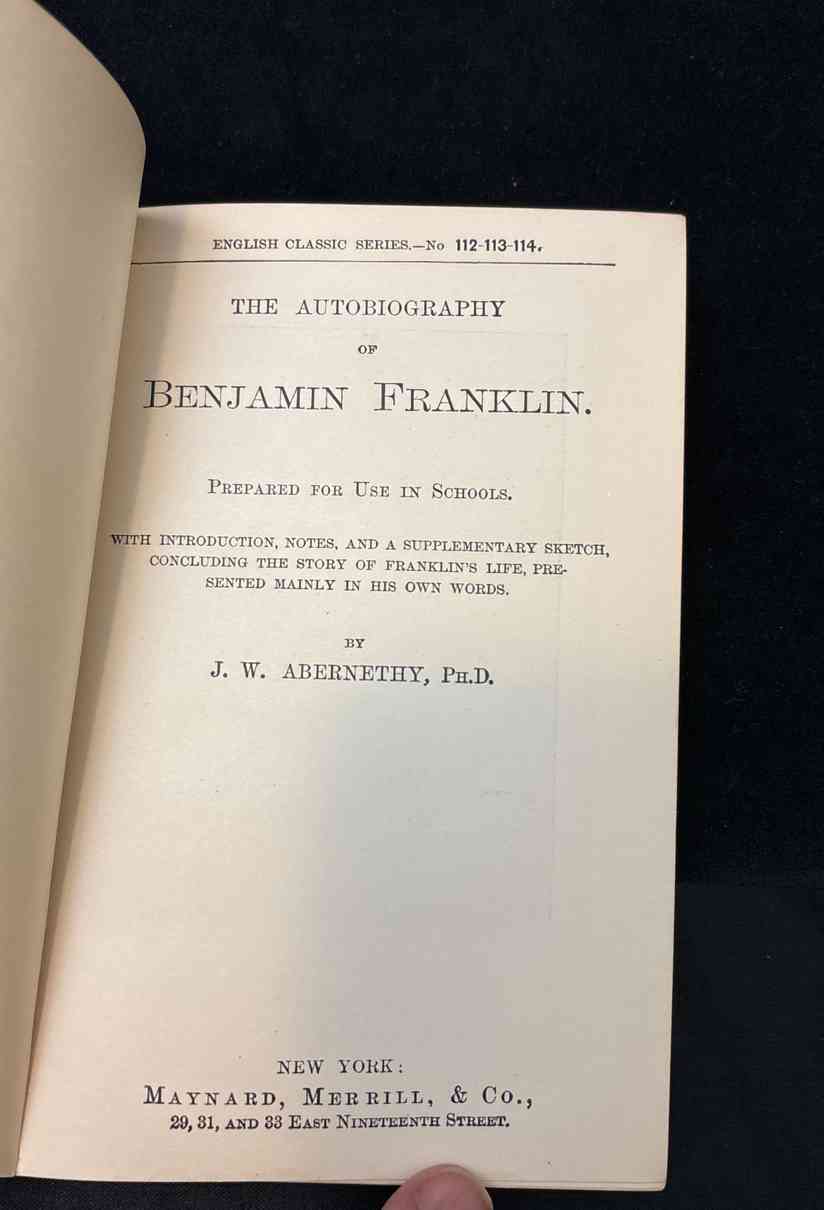 ENGLISH CLASSIC SERIES.—No 112-113-114.
THE AUTOBIOGRAPHY
OF
BENJAMIN FRANKLIN.
PREPARED FOR USE IN SCHOOLS.
WITH INTRODUCTION, NOTES, AND A SUPPLEMENTARY SKETCH,
CONCLUDING THE STORY OF FRANKLIN'S LIFE, PRE-
SENTED MAINLY IN HIS OWN WORDS.
BY
J. W. ABERNETHY, PH.D.
NEW YORK:
MAYNARD, MERRILL, & CO.,
29, 31, AND 33 EAST NINETEENTH STREET.